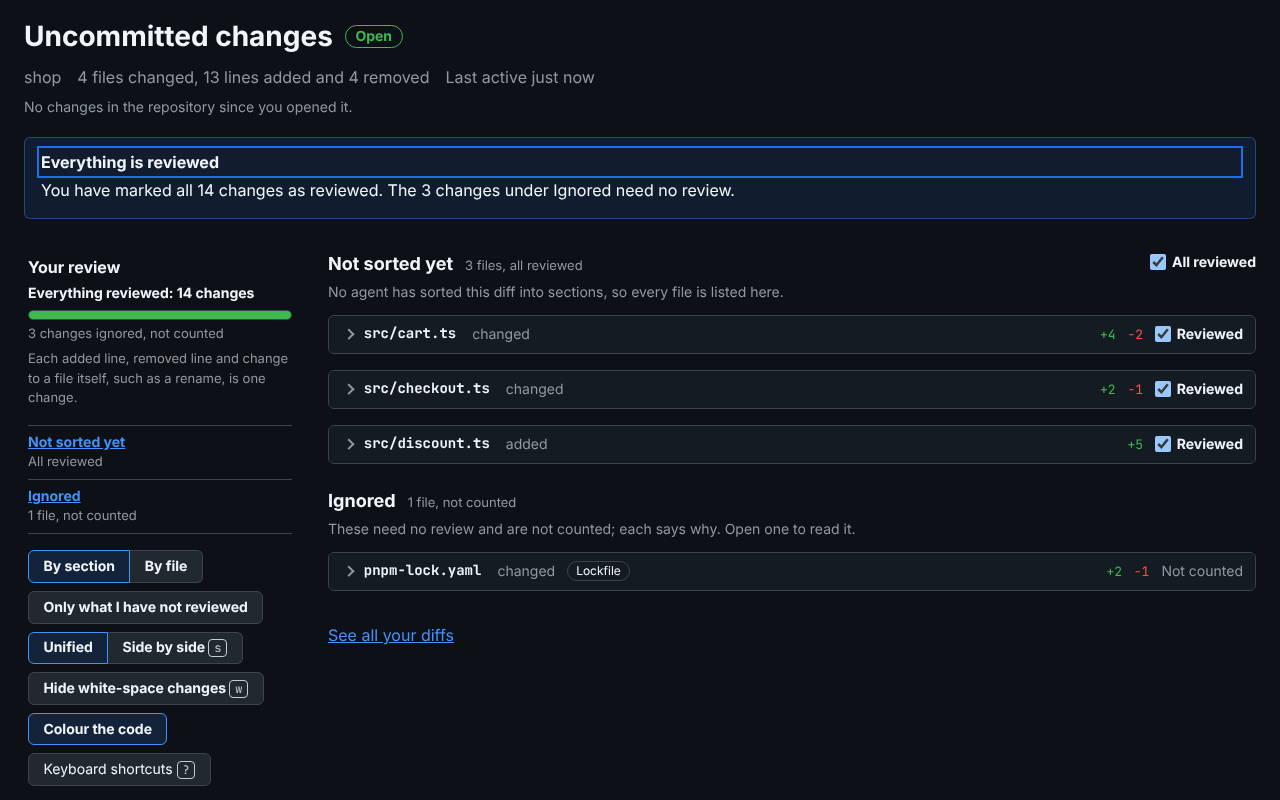 Uncommitted changes Open
shop 4 files changed, 13 lines added and 4 removed Last active just now
No changes in the repository since you opened it.
Everything is reviewed
You have marked all 14 changes as reviewed. The 3 changes under Ignored need no review.
Your review
Everything reviewed: 14 changes
3 changes ignored, not counted
Each added line, removed line and change
to a file itself, such as a rename, is one
change.
Not sorted yet
All reviewed
Ignored
1 file, not counted
By section By file
Only what I have not reviewed
Unified Side by side s
Hide white-space changes w
Colour the code
Keyboard shortcuts ?
Not sorted yet 3 files, all reviewed All reviewed
No agent has sorted this diff into sections, so every file is listed here.
src/cart.ts changed +4 -2 Reviewed
src/checkout.ts changed +2 -1 Reviewed
src/discount.ts added +5 Reviewed
Ignored 1 file, not counted
These need no review and are not counted; each says why. Open one to read it.
pnpm-lock.yaml changed Lockfile +2 -1 Not counted
See all your diffs